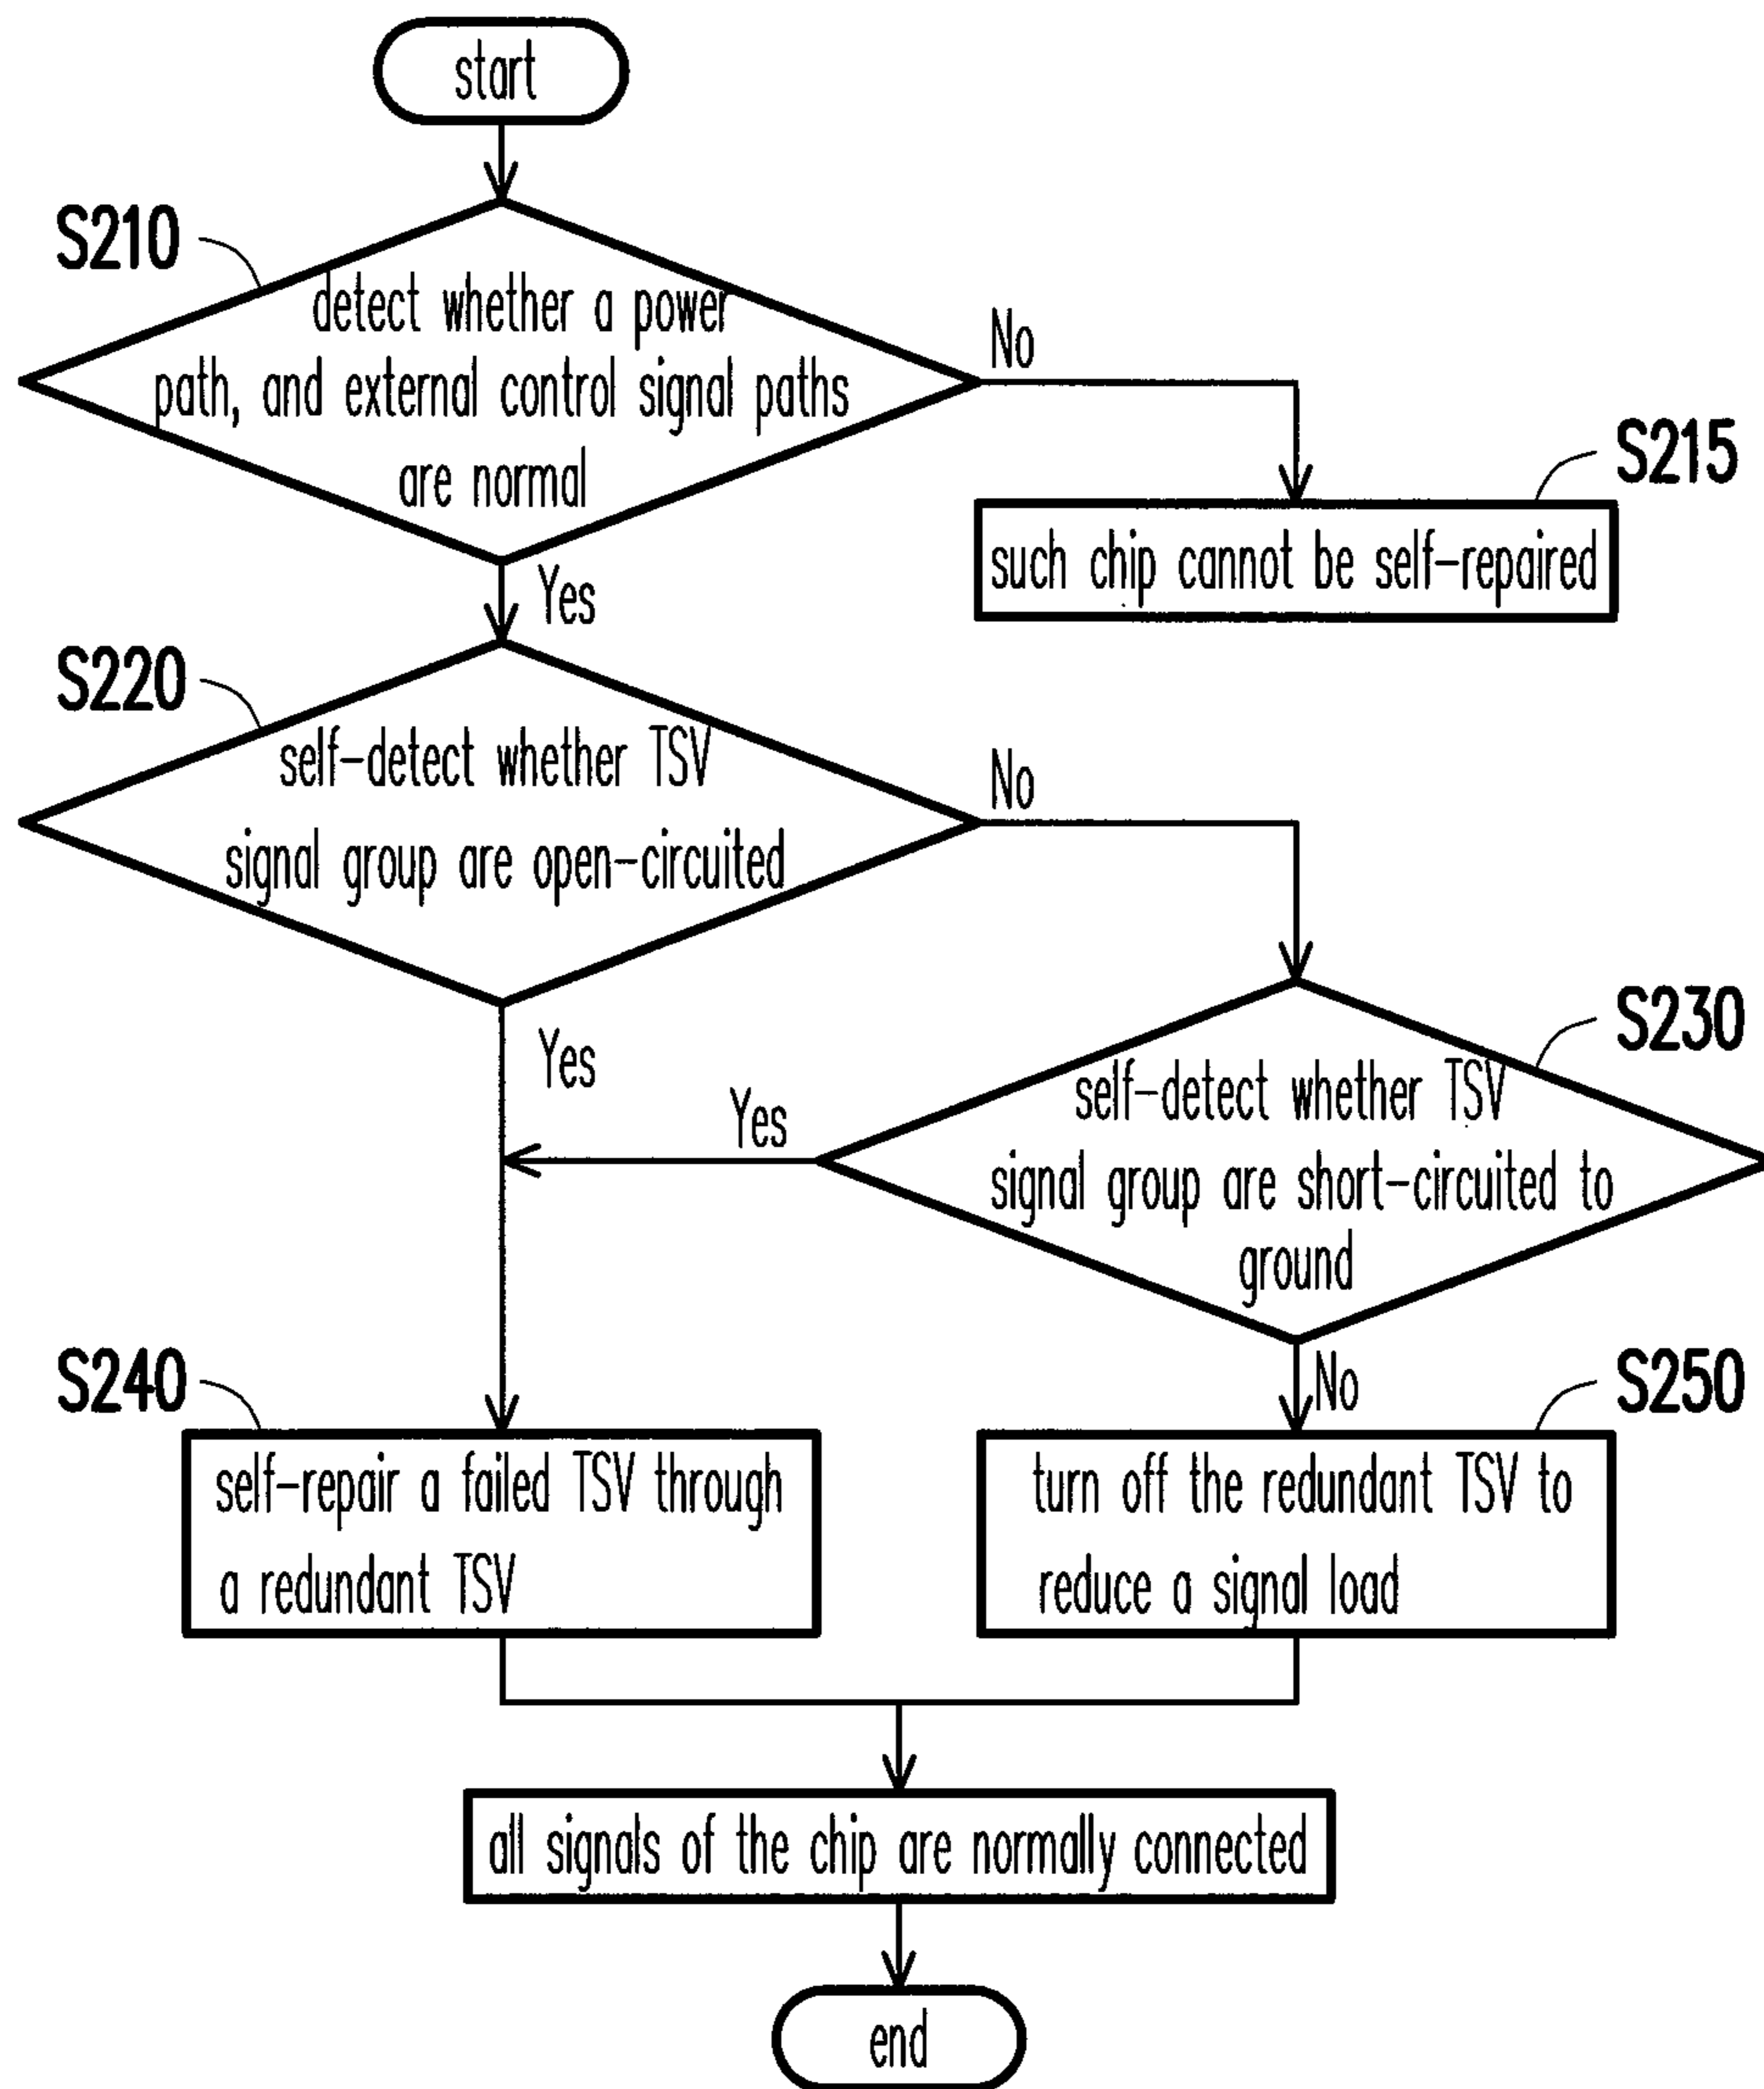 start
S210
detect whether a power
path, and external control signal paths
are normal
No
S215
such chip cannot be self-repaired
Yes
S220
self-detect whether TSV
signal group are open-circuited
No
Yes
S230
self-detect whether TSV
signal group are short-circuited to
ground
Yes
No
S240
self-repair a failed TSV through
a redundant TSV
S250
turn off the redundant TSV to
reduce a signal load
all signals of the chip are normally connected
end